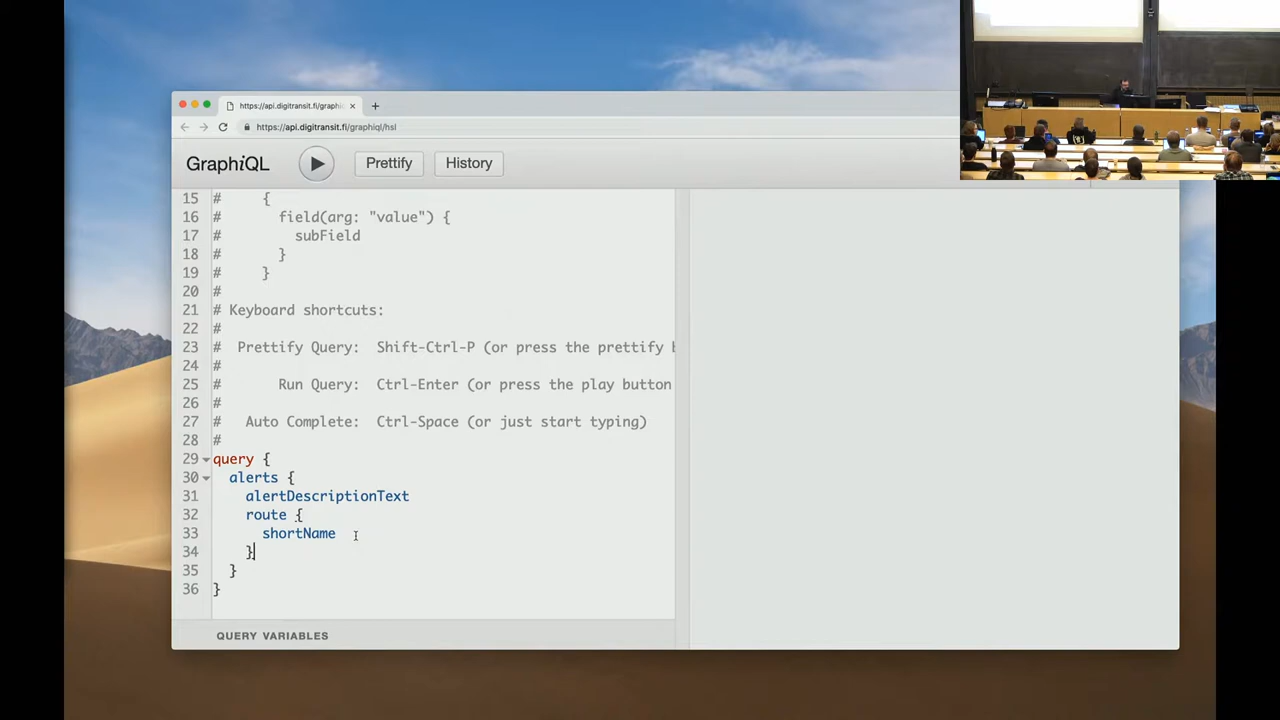 https://api.digitransit.fi/graphic
https://api.digitransit.fi/graphiql/hsl
GraphiQL
Prettify
History
15 # {
16 # field(arg: "value") {
17 # subField
18 # }
19 # }
20 #
21 # Keyboard shortcuts:
22 #
23 # Prettify Query: Shift-Ctrl-P (or press the prettify b
24 #
25 # Run Query: Ctrl-Enter (or press the play button
26 #
27 # Auto Complete: Ctrl-Space (or just start typing)
28 #
29 query {
30 alerts {
31 alertDescriptionText
32 route {
33 shortName
34 }
35 }
36 }
QUERY VARIABLES